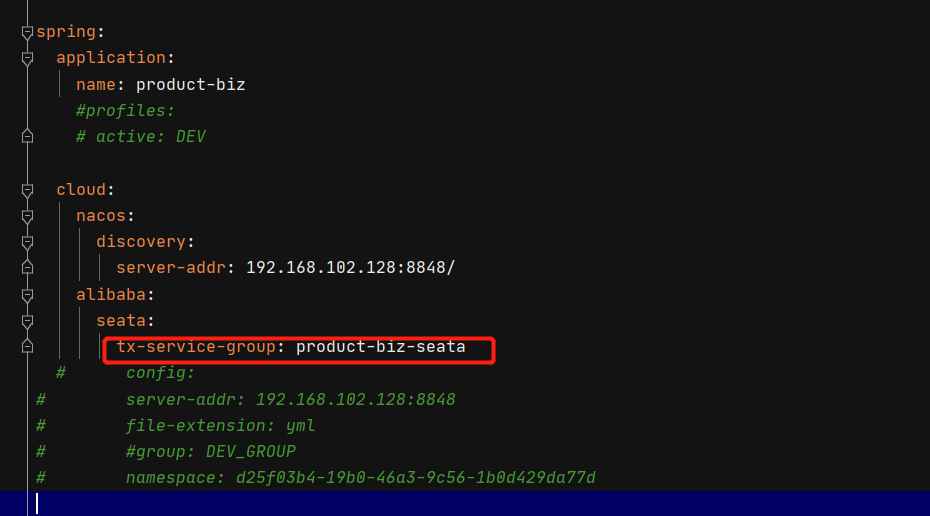 spring:
application:
name: product-biz
#profiles:
# active: DEV
cloud:
nacos:
discovery:
server-addr: 192.168.102.128:8848/
alibaba:
seata:
tx-service-group: product-biz-seata
# config:
# server-addr: 192.168.102.128:8848
# file-extension: yml
# #group: DEV_GROUP
# namespace: d25f03b4-19b0-46a3-9c56-1b0d429da77d